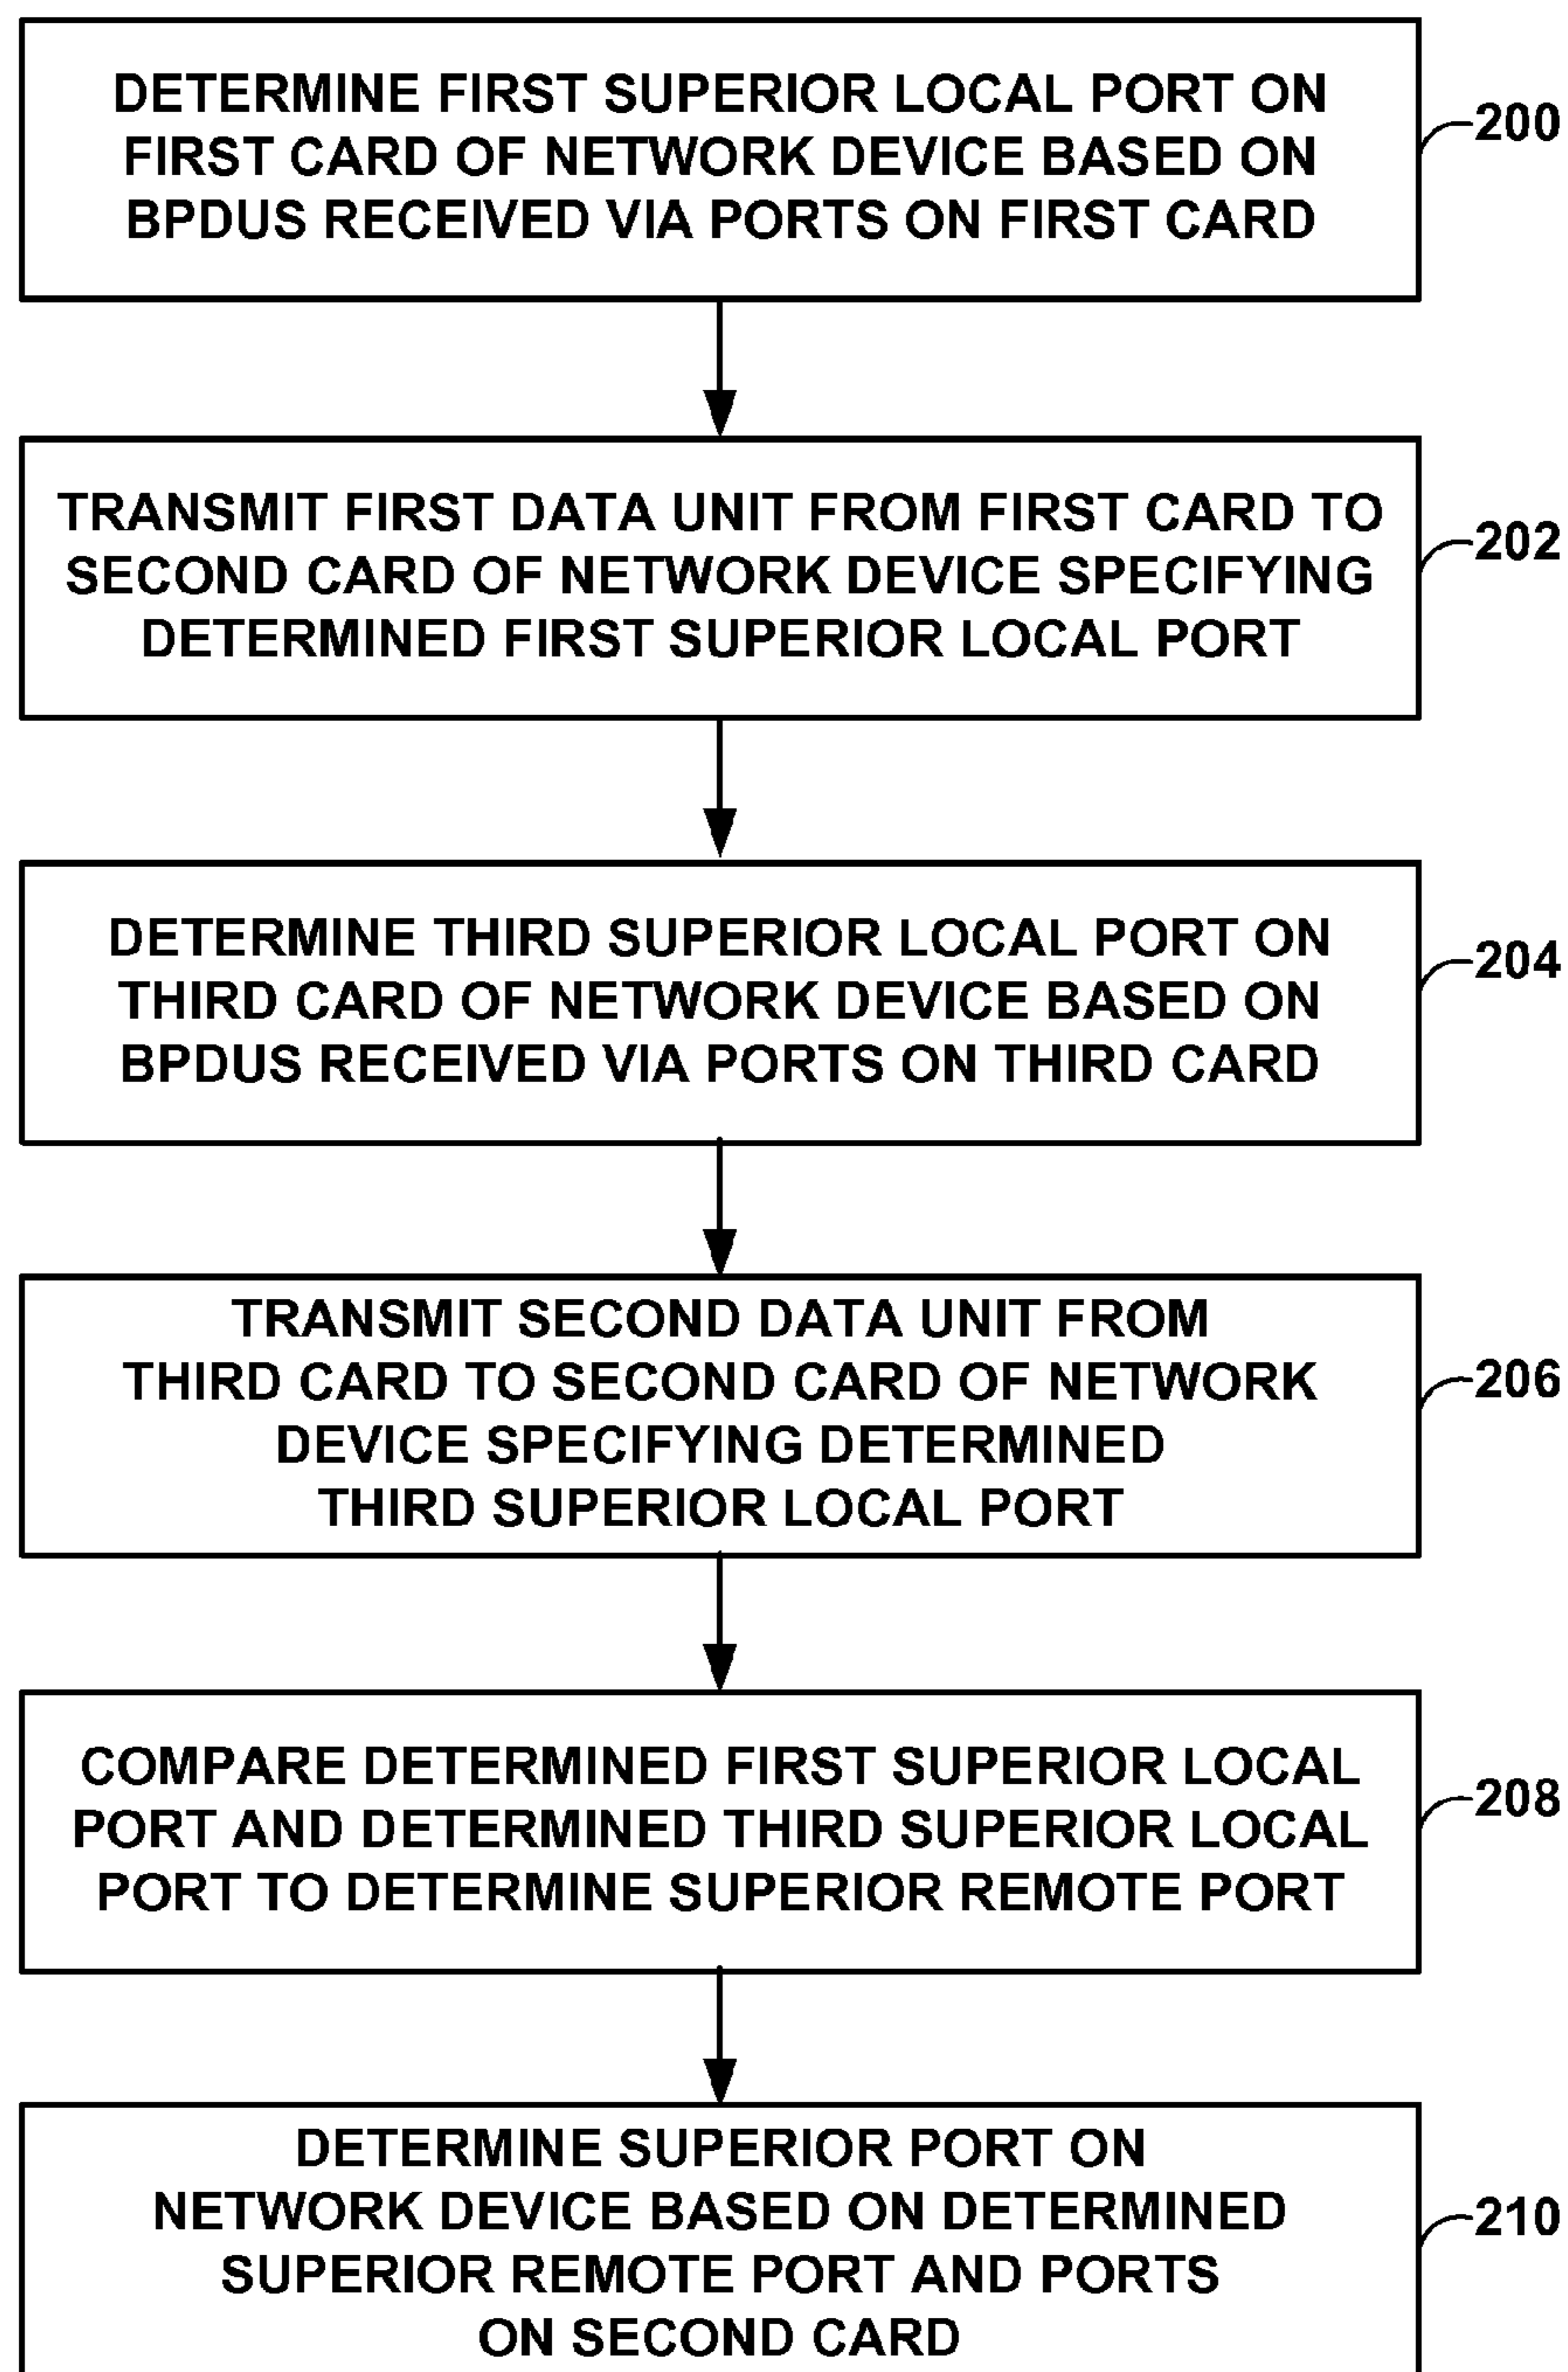 DETERMINE FIRST SUPERIOR LOCAL PORT ON
FIRST CARD OF NETWORK DEVICE BASED ON
BPDUS RECEIVED VIA PORTS ON FIRST CARD
200
TRANSMIT FIRST DATA UNIT FROM FIRST CARD TO
SECOND CARD OF NETWORK DEVICE SPECIFYING
DETERMINED FIRST SUPERIOR LOCAL PORT
202
DETERMINE THIRD SUPERIOR LOCAL PORT ON
THIRD CARD OF NETWORK DEVICE BASED ON
BPDUS RECEIVED VIA PORTS ON THIRD CARD
204
TRANSMIT SECOND DATA UNIT FROM
THIRD CARD TO SECOND CARD OF NETWORK
DEVICE SPECIFYING DETERMINED
THIRD SUPERIOR LOCAL PORT
206
COMPARE DETERMINED FIRST SUPERIOR LOCAL
PORT AND DETERMINED THIRD SUPERIOR LOCAL
PORT TO DETERMINE SUPERIOR REMOTE PORT
208
DETERMINE SUPERIOR PORT ON
NETWORK DEVICE BASED ON DETERMINED
SUPERIOR REMOTE PORT AND PORTS
ON SECOND CARD
210